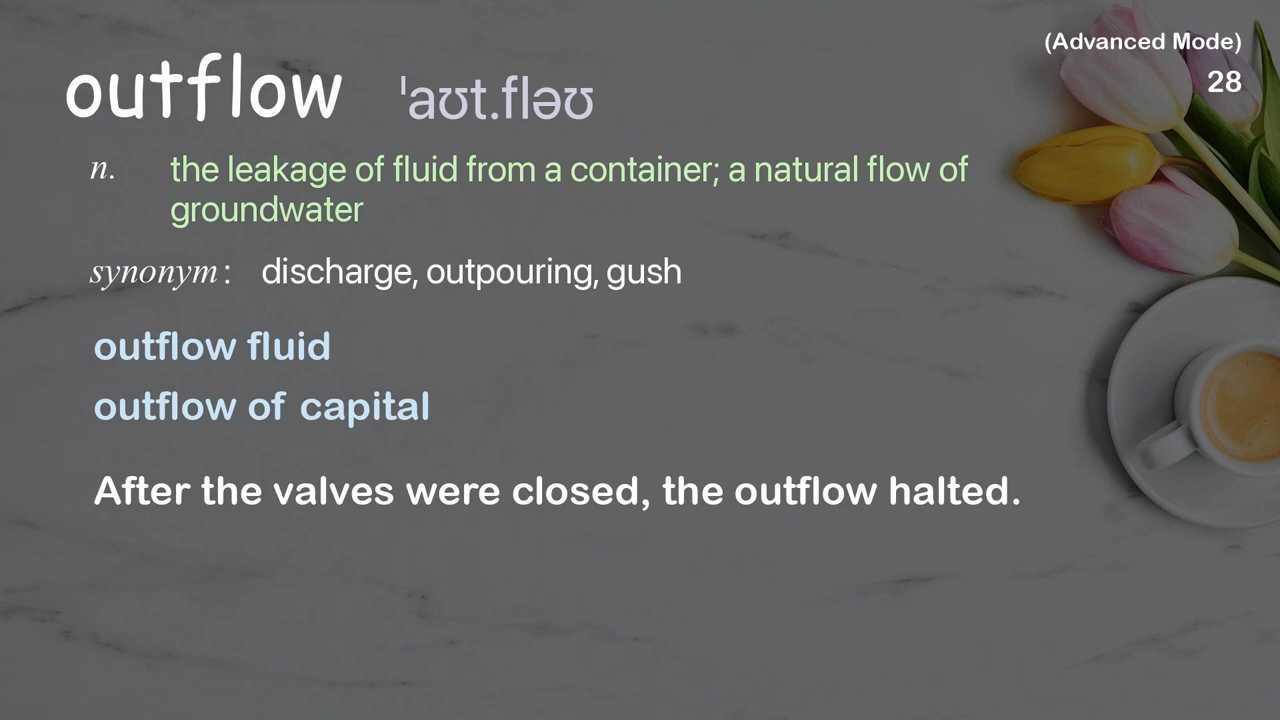 (Advanced Mode)
28
outflow ˈaʊt.fləʊ
n. the leakage of fluid from a container; a natural flow of
groundwater
synonym: discharge, outpouring, gush
outflow fluid
outflow of capital
After the valves were closed, the outflow halted.